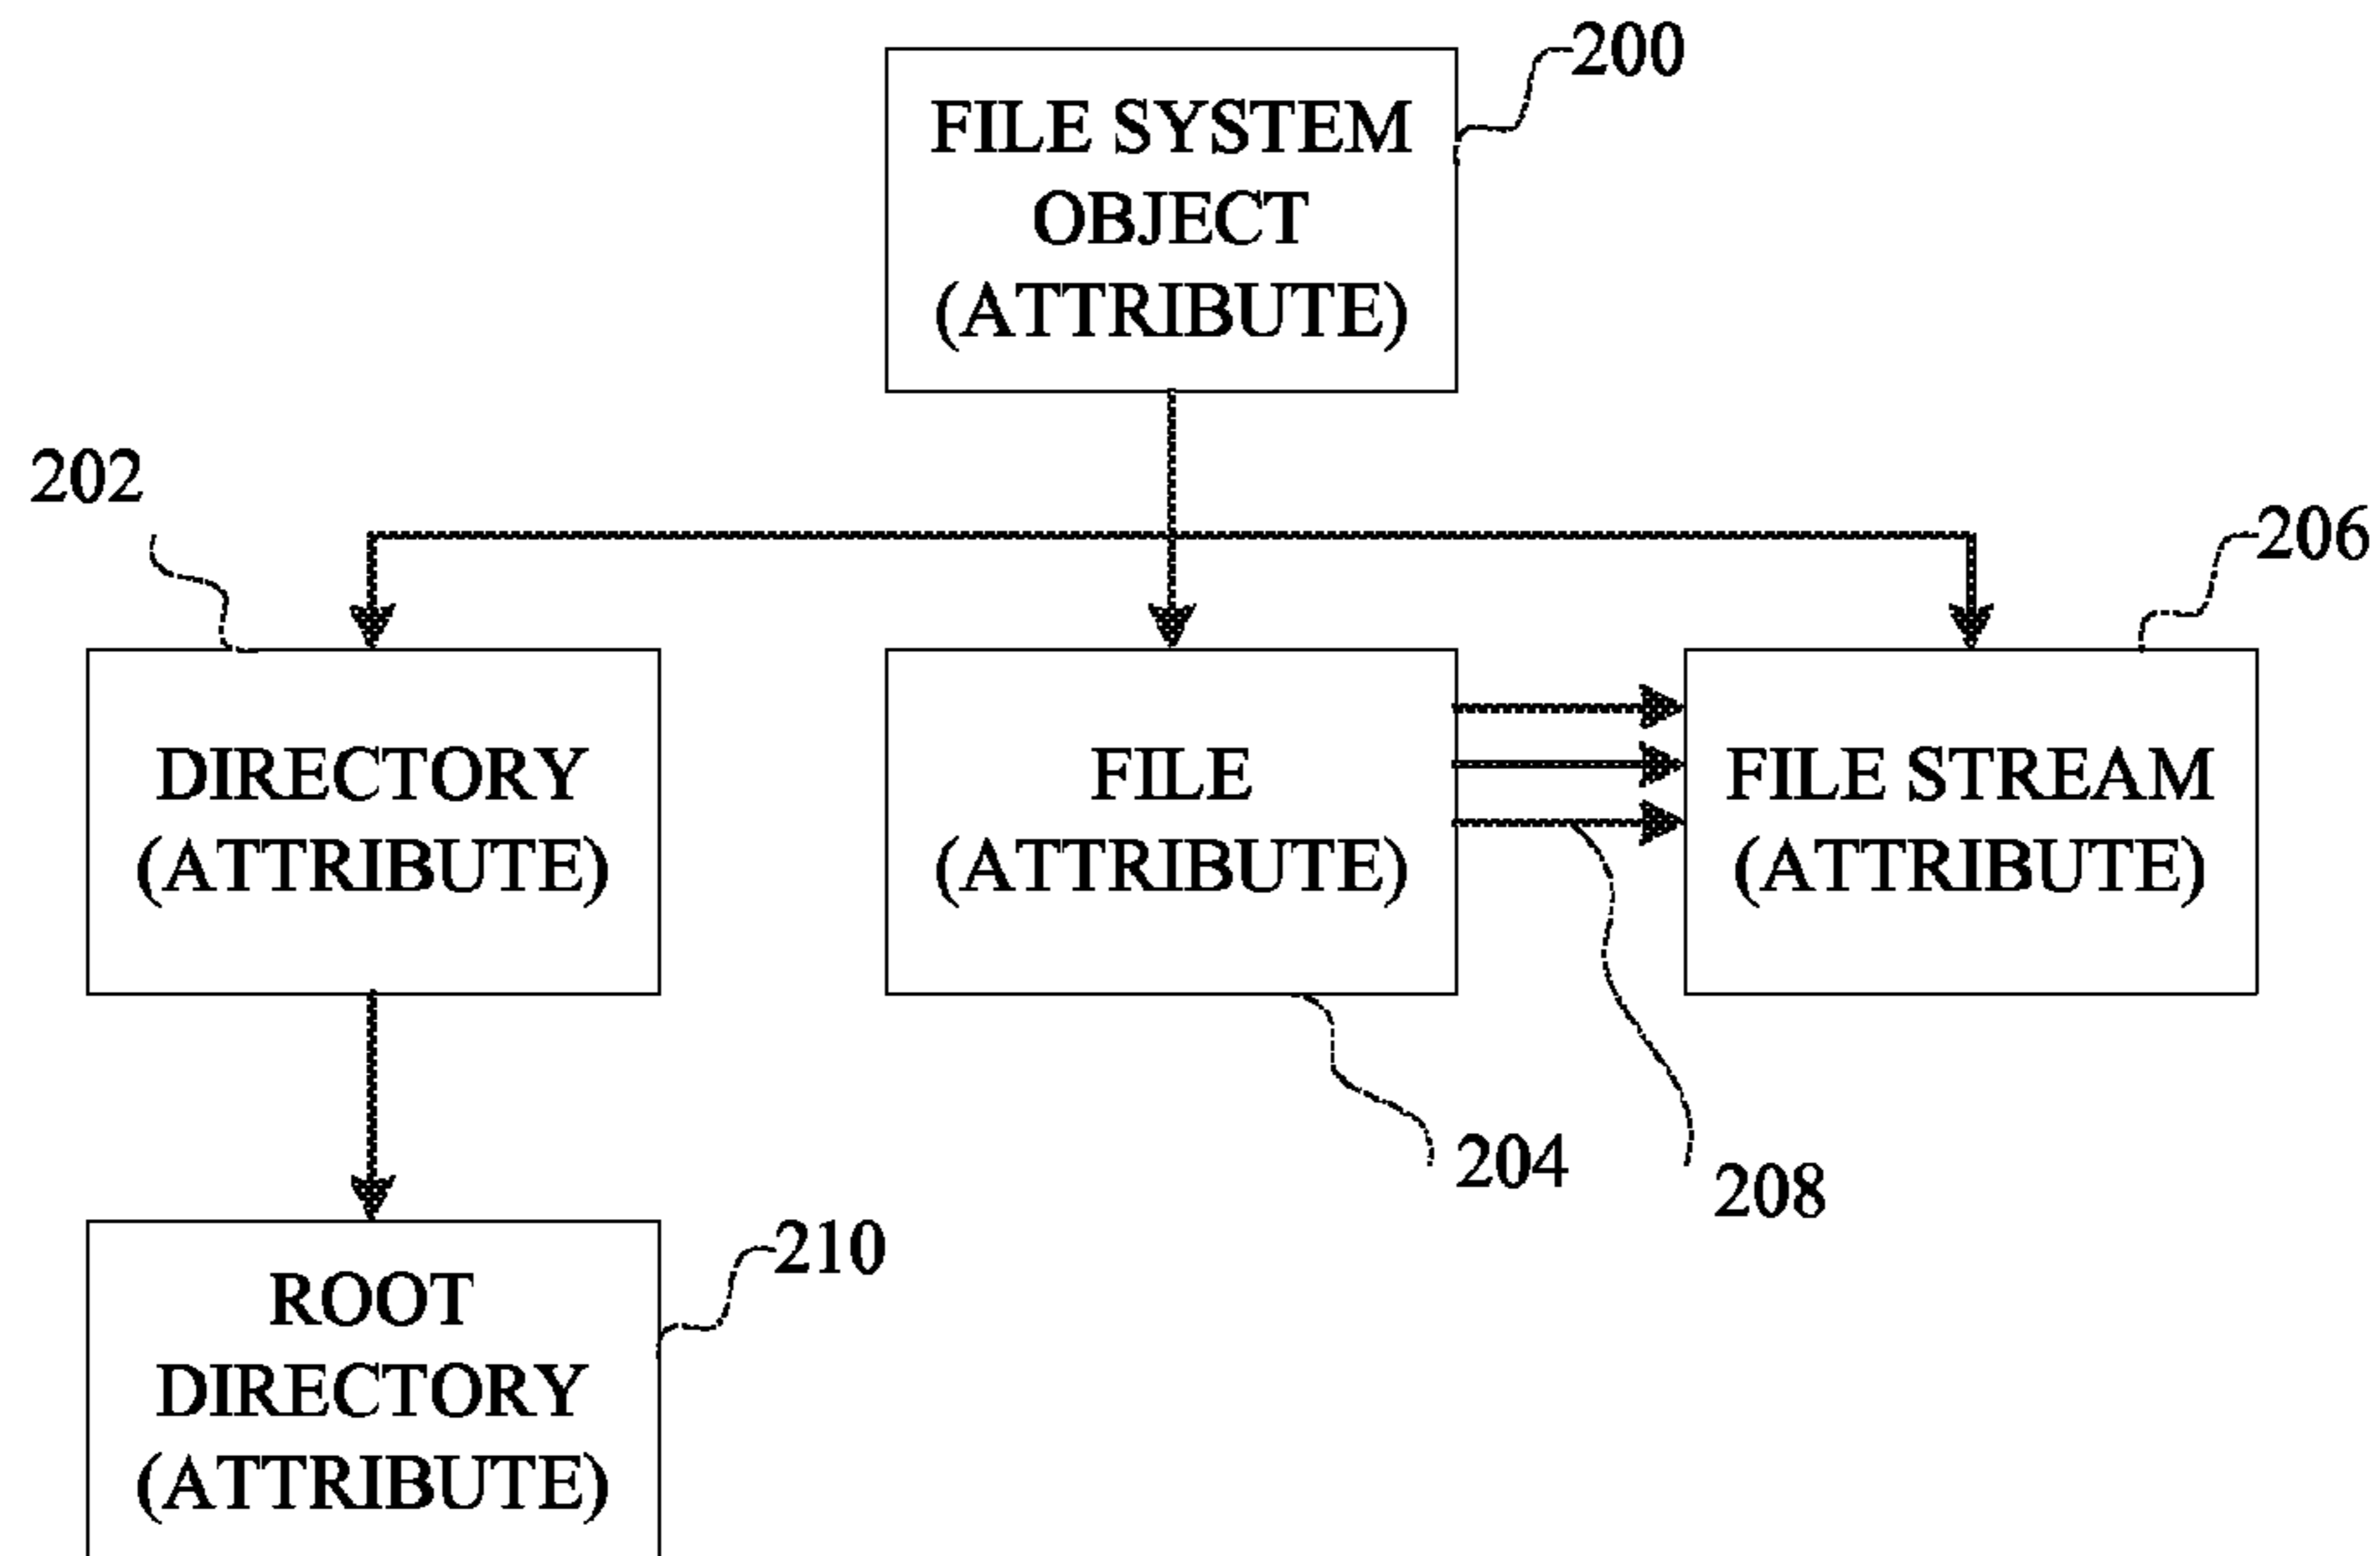 200
FILE SYSTEM
OBJECT
(ATTRIBUTE)
202
206
DIRECTORY
(ATTRIBUTE)
FILE
(ATTRIBUTE)
FILE STREAM
(ATTRIBUTE)
204
208
210
ROOT
DIRECTORY
(ATTRIBUTE)